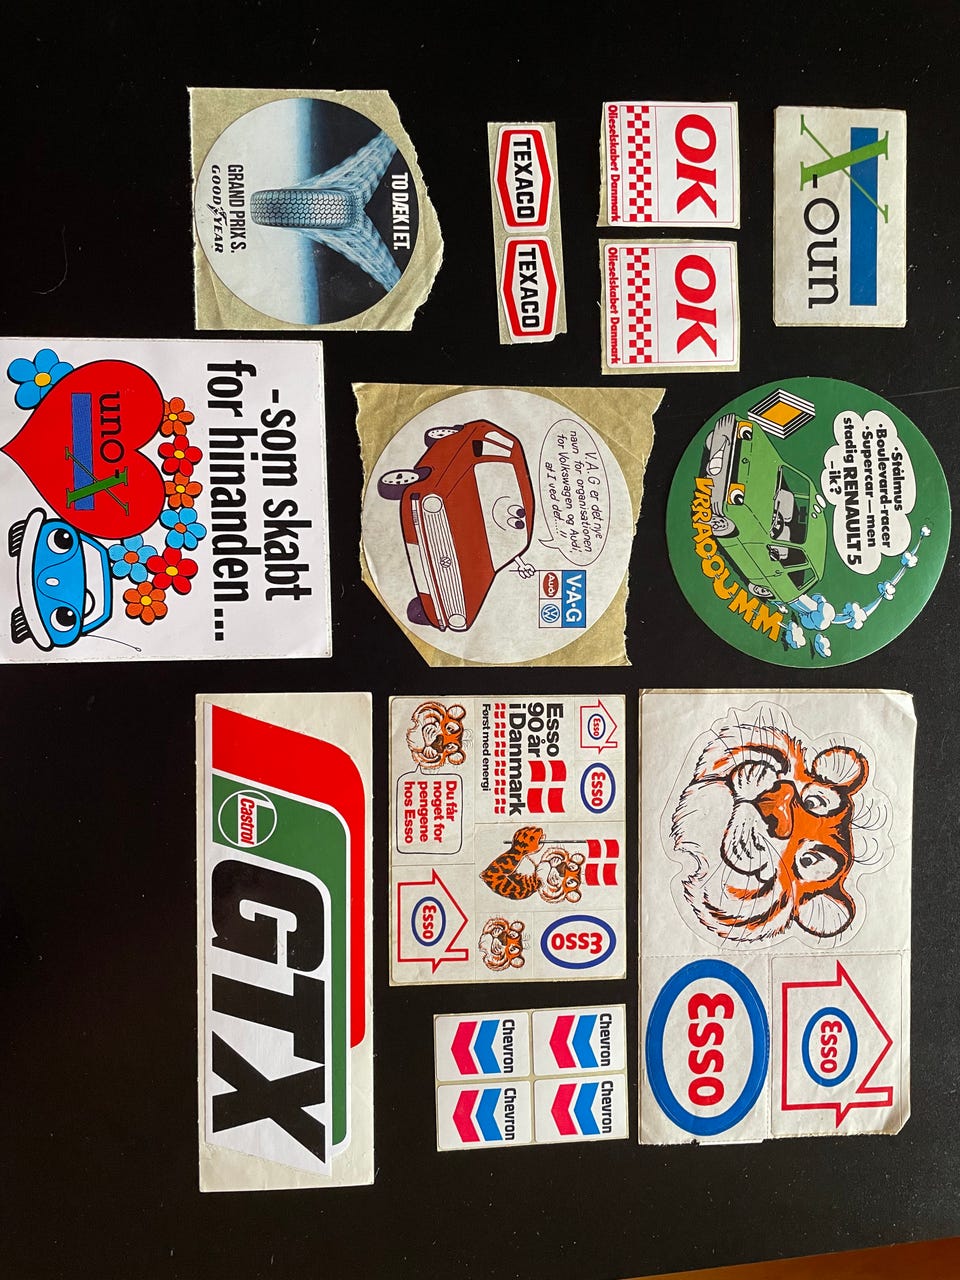 uno-X
·Stålmus
·Boulevard-racer
·Supercar—men
stadig RENAULT 5
-ik?
VRRAOOUMM
Esso
Esso
OK
Olieselskabet Danmark
OK
Olieselskabet Danmark
TEXACO
TEXACO
V.A.G er det nye
navn for organisationen
for Volkswagen og Audi,
af I ved det.....!!
V·A·G
Audi
Esso
Esso
Esso
90 år
i Danmark
Først med energi
Esso
Du får
noget for
pengene
hos Esso
Esso
Chevron
Chevron
Chevron
Chevron
TO DÆK I ET.
GRAND PRIX S.
GOODYEAR
-som skabt
for hinanden...
uno-X
Castrol
GTX